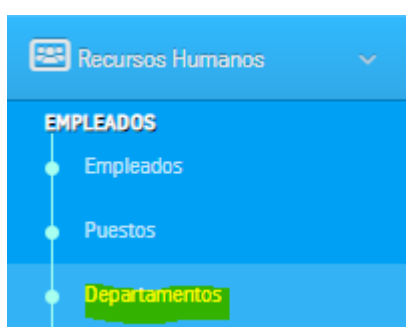 Recursos Humanos
EMPLEADOS
Empleados
Puestos
Departamentos